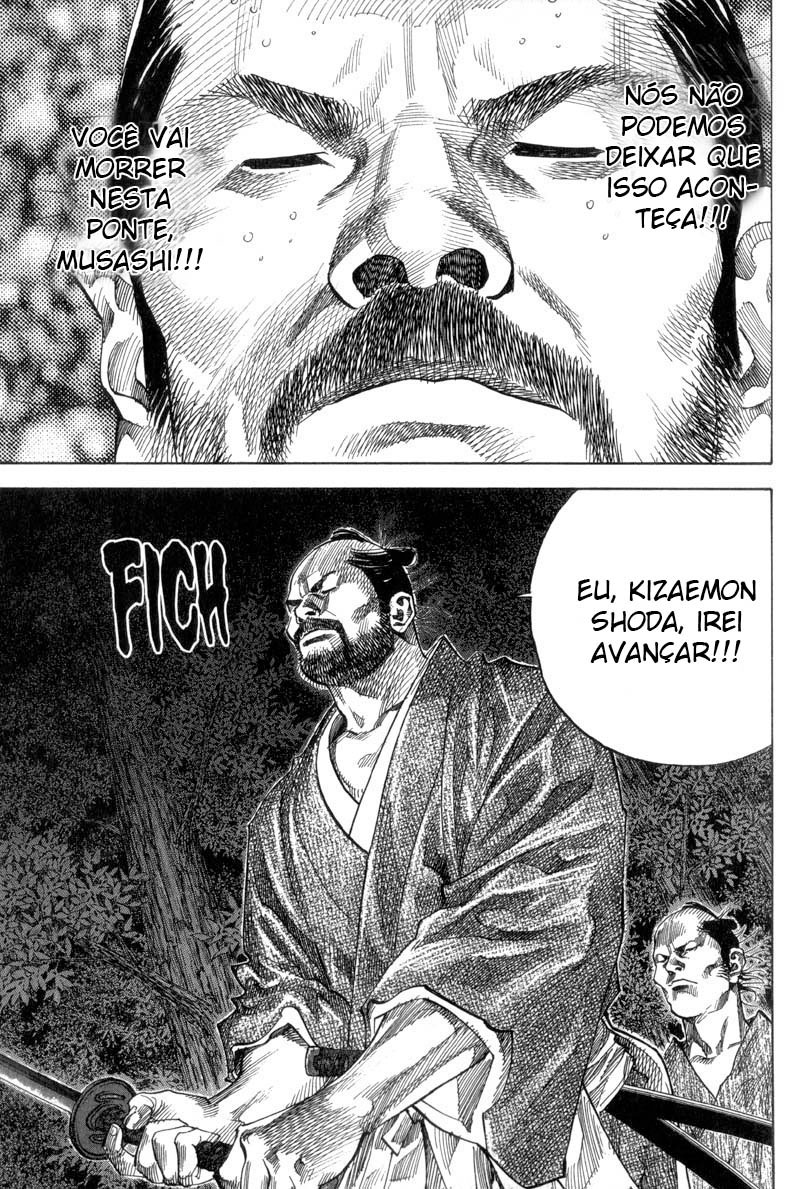 NÓS NÃO
PODEMOS
DEIXAR QUE
ISSO ACON-
TEÇA!!!
VOCÊ VAI
MORRER
NESTA
PONTE,
MUSASHI!!!
EU, KIZAEMON
SHODA, IREI
AVANÇAR!!!
FICH